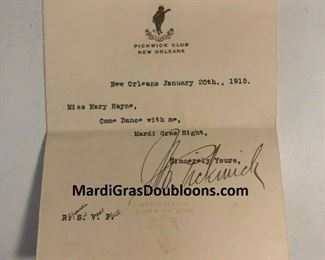 PICKWICK CLUB
NEW ORLEANS
New Orleans January 20th., 1915.
Miss Mary Hayne,
Come Dance with me,
Mardi Gras Night,
Sincerely Yours,
Pickwick
MardiGrasDoubloons.com
R. S. V. P.